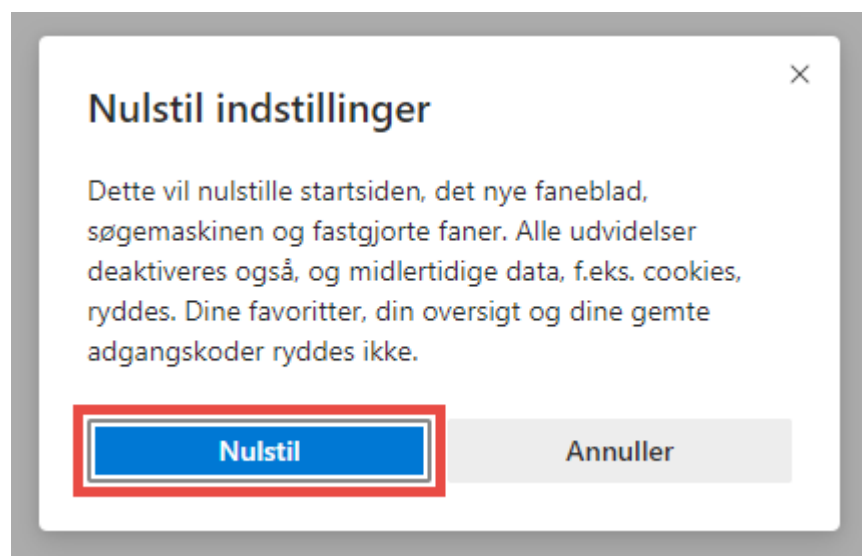 Nulstil indstillinger
Dette vil nulstille startsiden, det nye faneblad,
søgemaskinen og fastgjorte faner. Alle udvidelser
deaktiveres også, og midlertidige data, f.eks. cookies,
ryddes. Dine favoritter, din oversigt og dine gemte
adgangskoder ryddes ikke.
Nulstil
Annuller